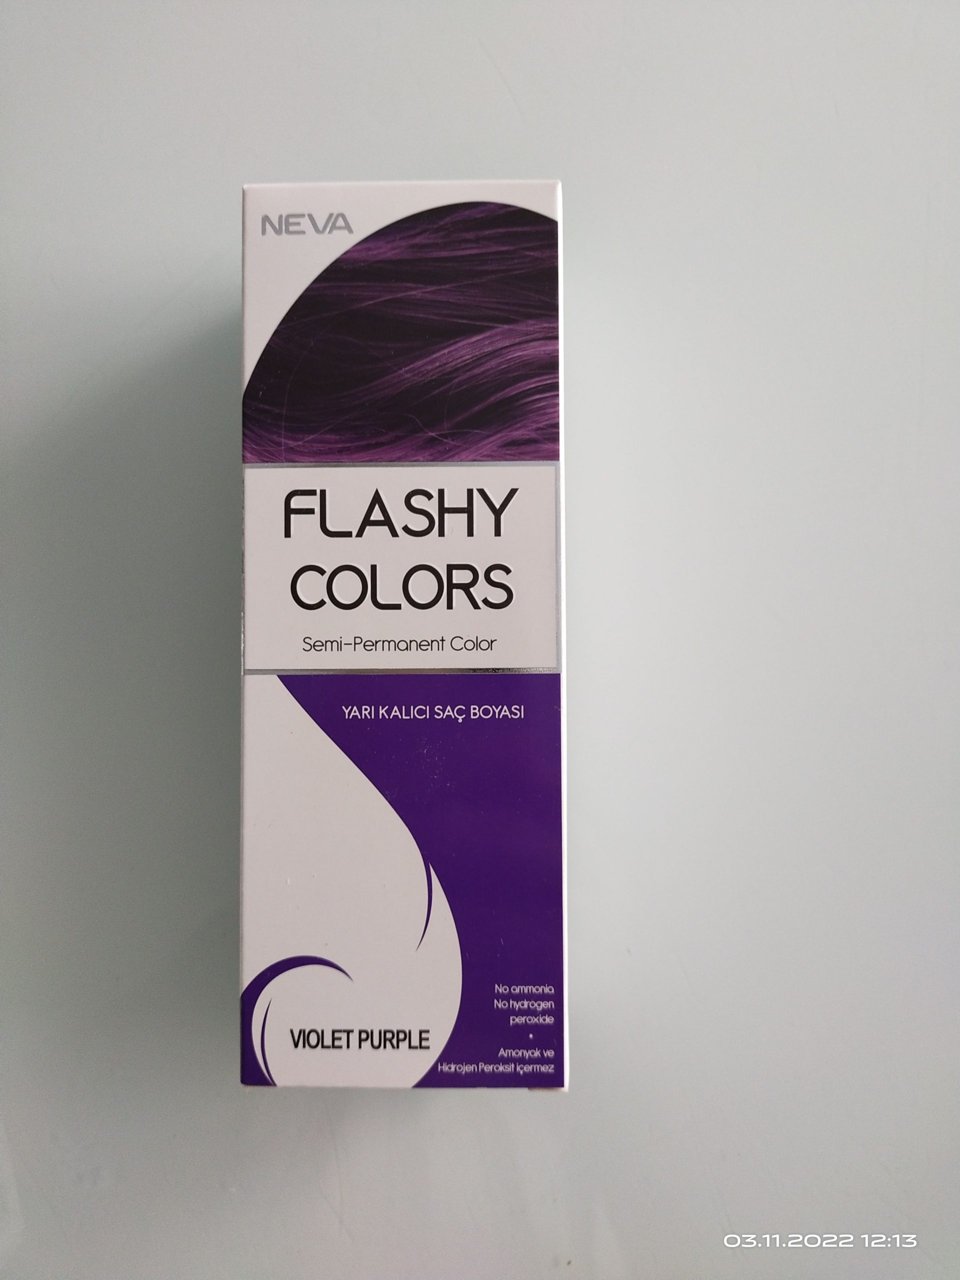 NEVA
FLASHY
COLORS
Semi-Permanent Color
YARI KALICI SAÇ BOYASI
VIOLET PURPLE
No ammonia
No hydrogen
peroxide
•
Amonyak ve
Hidrojen Peroksit içermez
03.11.2022 12:13